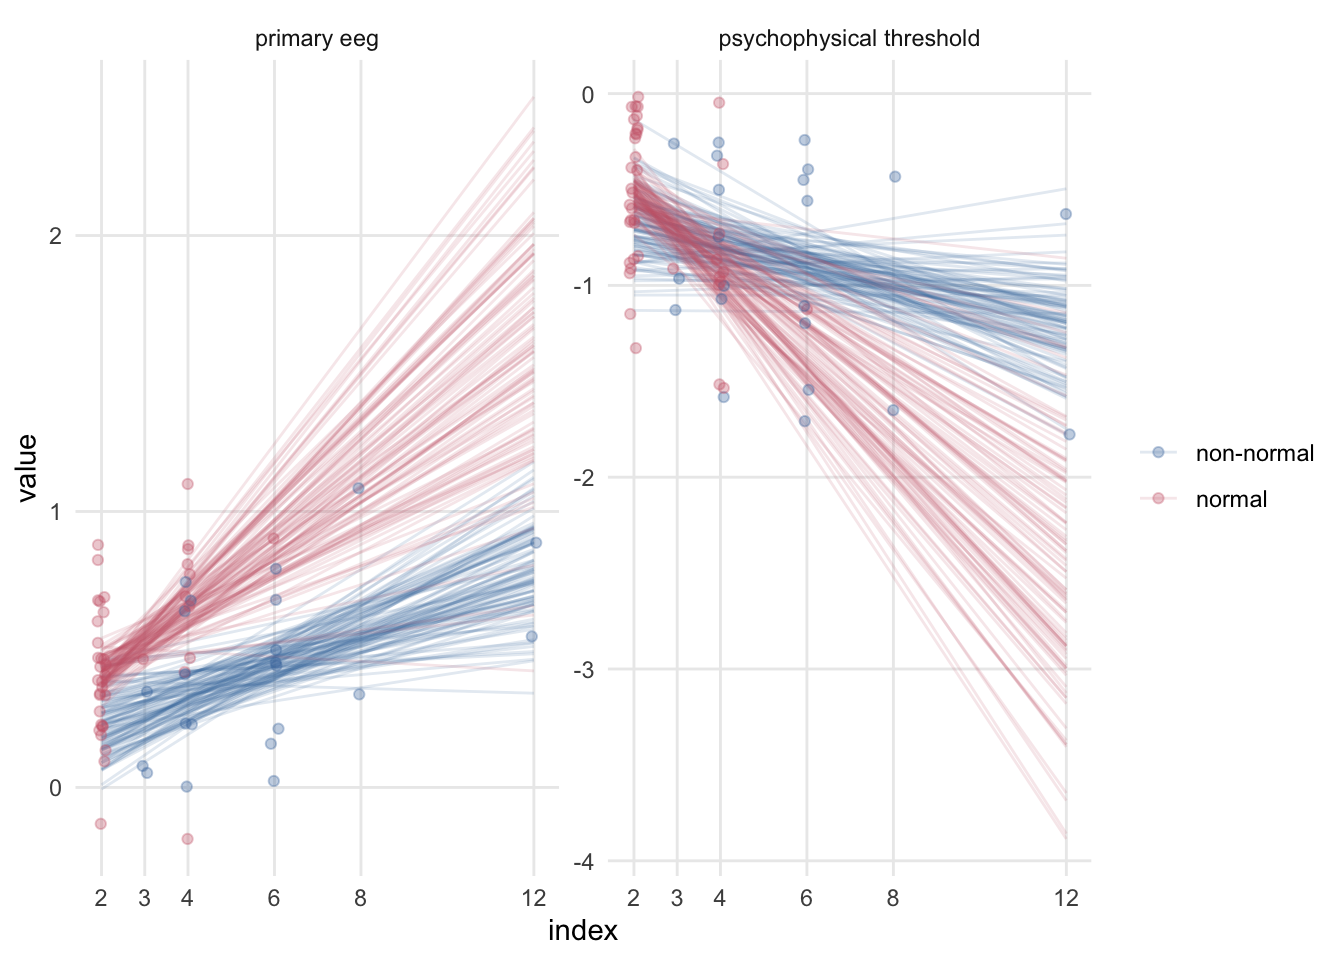 primary eeg
psychophysical threshold
2
1
0
value
0
-1
-2
-3
-4
non-normal
normal
2 3 4 6 8 12
2 3 4 6 8 12
index